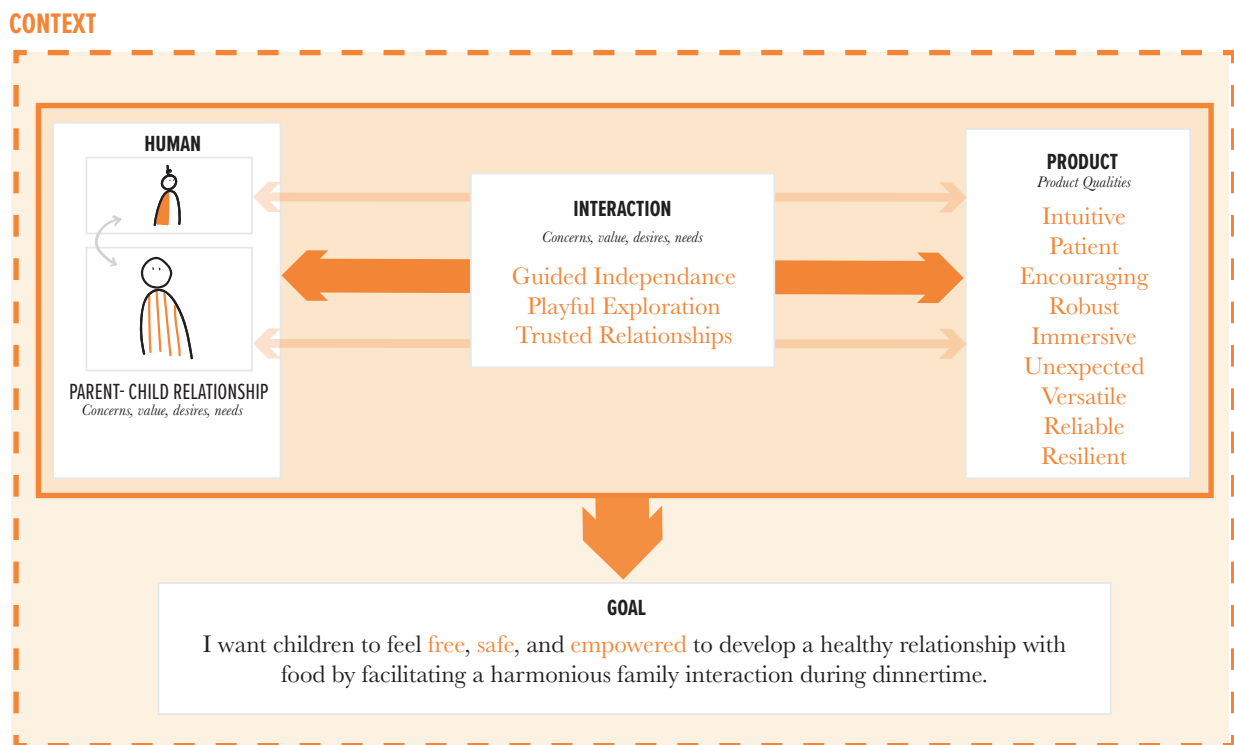 CONTEXT
HUMAN
PARENT- CHILD RELATIONSHIP
Concerns, value, desires, needs
INTERACTION
Concerns, value, desires, needs
Guided Independance
Playful Exploration
Trusted Relationships
PRODUCT
Product Qualities
Intuitive
Patient
Encouraging
Robust
Immersive
Unexpected
Versatile
Reliable
Resilient
GOAL
I want children to feel free, safe, and empowered to develop a healthy relationship with
food by facilitating a harmonious family interaction during dinnertime.